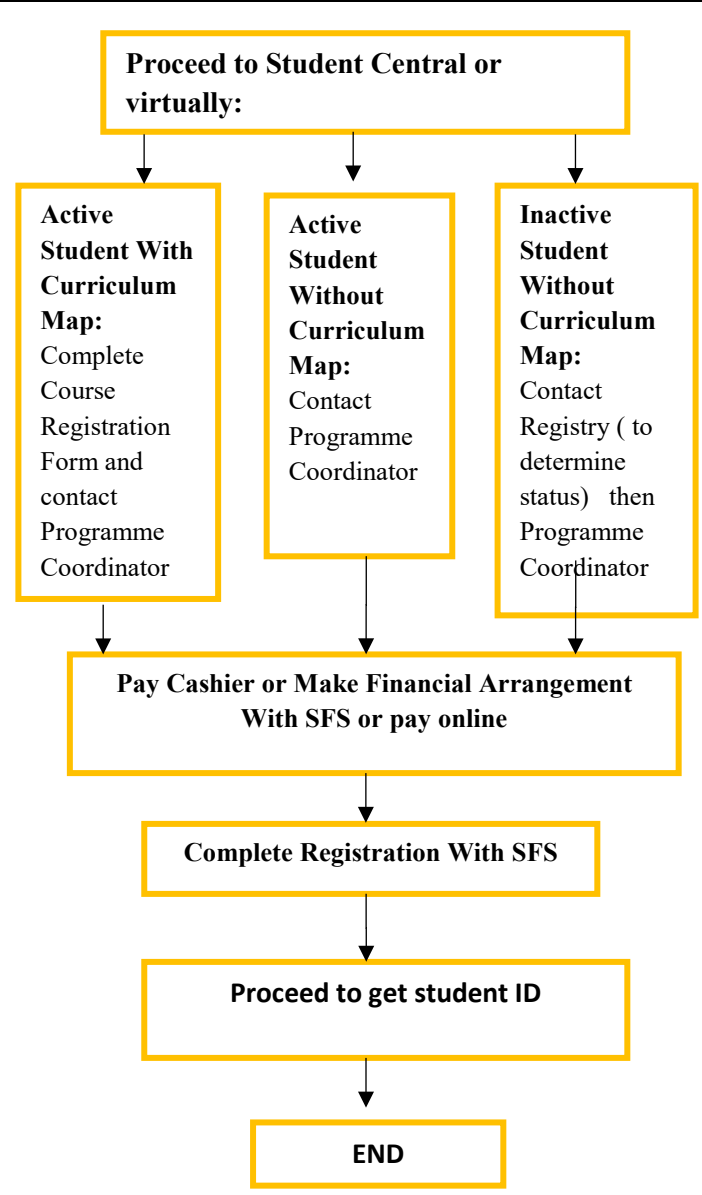 Proceed to Student Central or
virtually:
Active
Student With
Curriculum
Map:
Complete
Course
Registration
Form and
contact
Programme
Coordinator
Active
Student
Without
Curriculum
Map:
Contact
Programme
Coordinator
Inactive
Student
Without
Curriculum
Map:
Contact
Registry ( to
determine
status) then
Programme
Coordinator
Pay Cashier or Make Financial Arrangement
With SFS or pay online
Complete Registration With SFS
Proceed to get student ID
END